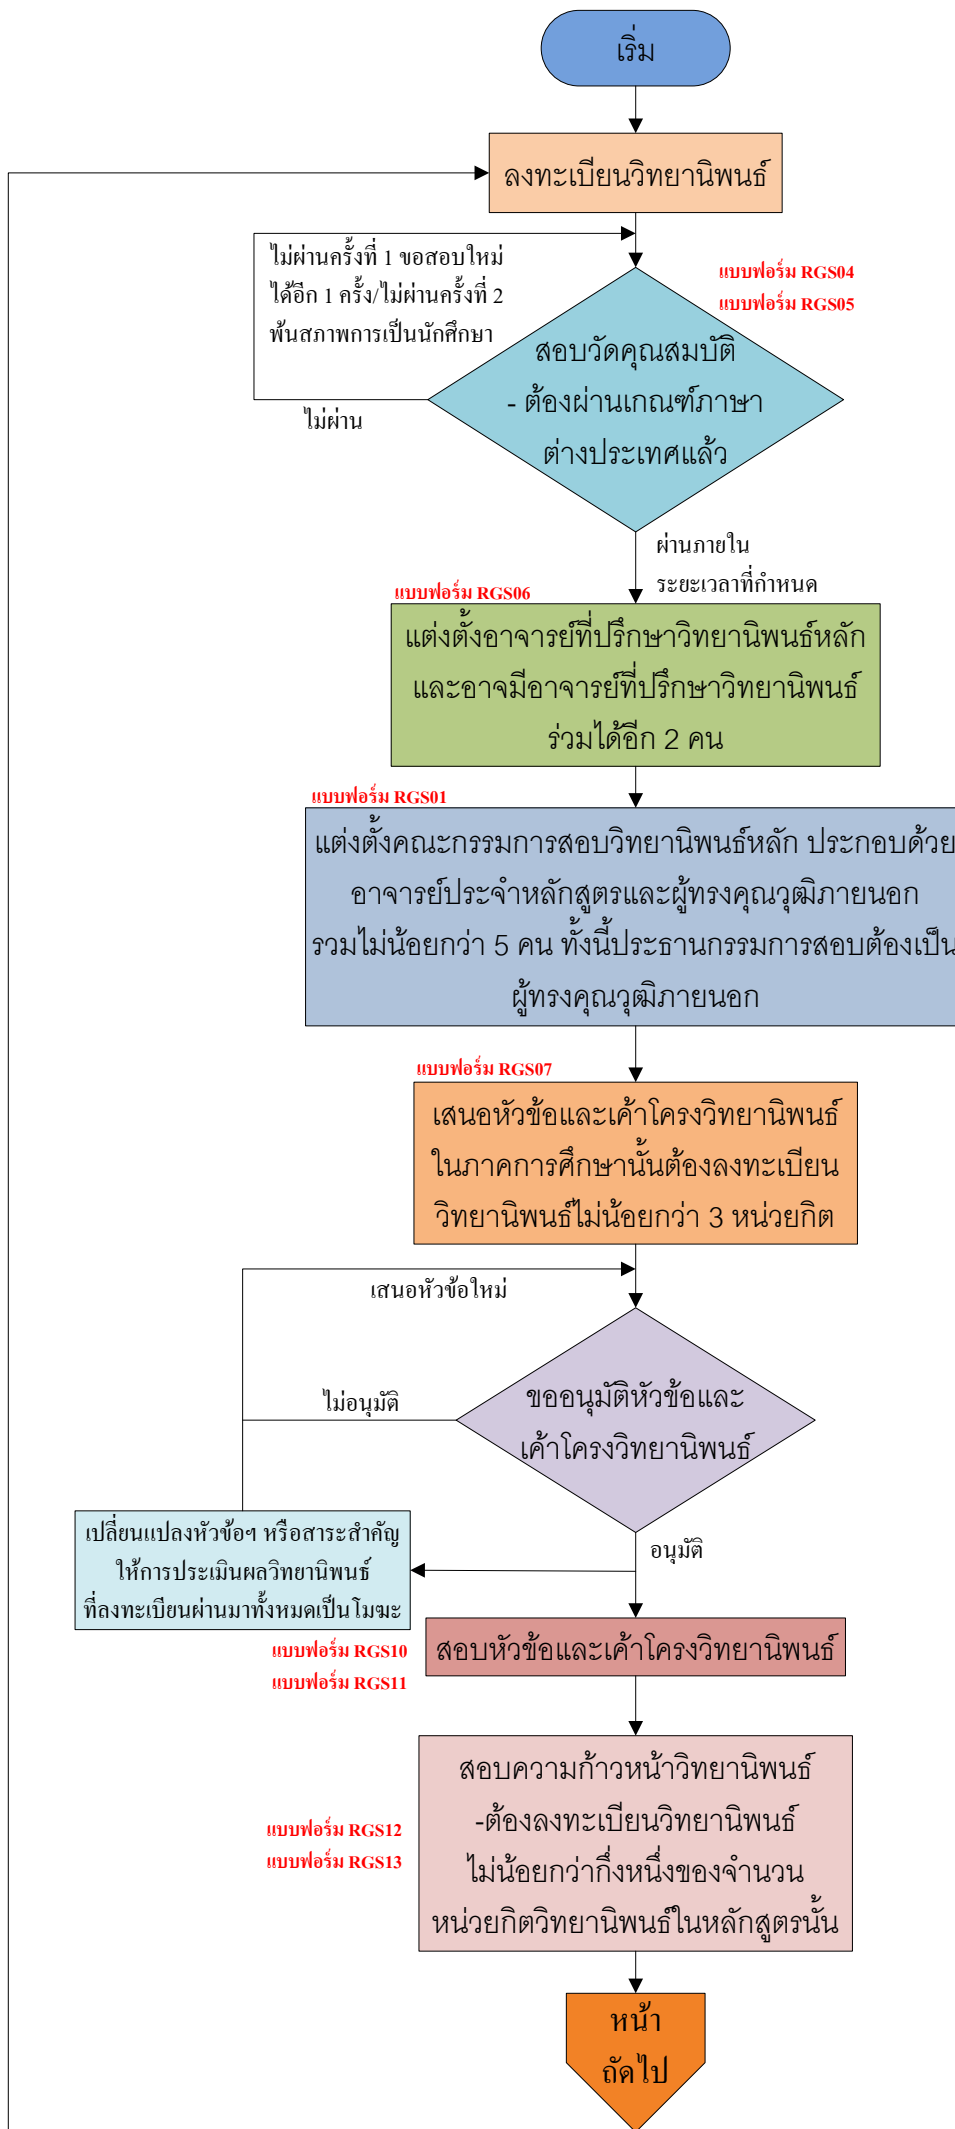 เริ่ม
ลงทะเบียนวิทยานิพนธ์
ไม่ผ่านครั้งที่ 1 ขอสอบใหม่
ได้อีก 1 ครั้ง/ไม่ผ่านครั้งที่ 2
พ้นสภาพการเป็นนักศึกษา
แบบฟอร์ม RGS04
แบบฟอร์ม RGS05
สอบวัดคุณสมบัติ
- ต้องผ่านเกณฑ์ภาษา
ต่างประเทศแล้ว
ไม่ผ่าน
ผ่านภายใน
ระยะเวลาที่กำหนด
แบบฟอร์ม RGS06
แต่งตั้งอาจารย์ที่ปรึกษาวิทยานิพนธ์หลัก
และอาจมีอาจารย์ที่ปรึกษาวิทยานิพนธ์
ร่วมได้อีก 2 คน
แบบฟอร์ม RGS01
แต่งตั้งคณะกรรมการสอบวิทยานิพนธ์หลัก ประกอบด้วย
อาจารย์ประจำหลักสูตรและผู้ทรงคุณวุฒิภายนอก
รวมไม่น้อยกว่า 5 คน ทั้งนี้ประธานกรรมการสอบต้องเป็น
ผู้ทรงคุณวุฒิภายนอก
แบบฟอร์ม RGS07
เสนอหัวข้อและเค้าโครงวิทยานิพนธ์
ในภาคการศึกษานั้นต้องลงทะเบียน
วิทยานิพนธ์ไม่น้อยกว่า 3 หน่วยกิต
เสนอหัวข้อใหม่
ไม่อนุมัติ
ขออนุมัติหัวข้อและ
เค้าโครงวิทยานิพนธ์
อนุมัติ
เปลี่ยนแปลงหัวข้อฯ หรือสาระสำคัญ
ให้การประเมินผลวิทยานิพนธ์
ที่ลงทะเบียนผ่านมาทั้งหมดเป็นโมฆะ
แบบฟอร์ม RGS10
แบบฟอร์ม RGS11
สอบหัวข้อและเค้าโครงวิทยานิพนธ์
สอบความก้าวหน้าวิทยานิพนธ์
-ต้องลงทะเบียนวิทยานิพนธ์
ไม่น้อยกว่ากึ่งหนึ่งของจำนวน
หน่วยกิตวิทยานิพนธ์ในหลักสูตรนั้น
แบบฟอร์ม RGS12
แบบฟอร์ม RGS13
หน้า
ถัดไป